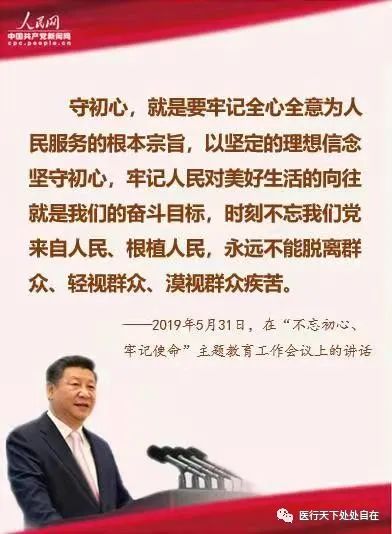 人民网
中国共产党新闻网
cpc.people.com.cn
守初心，就是要牢记全心全意为人
民服务的根本宗旨，以坚定的理想信念
坚守初心，牢记人民对美好生活的向往
就是我们的奋斗目标，时刻不忘我们党
来自人民、根植人民，永远不能脱离群
众、轻视群众、漠视群众疾苦。
——2019年5月31日，在“不忘初心、
牢记使命”主题教育工作会议上的讲话
医行天下处处自在